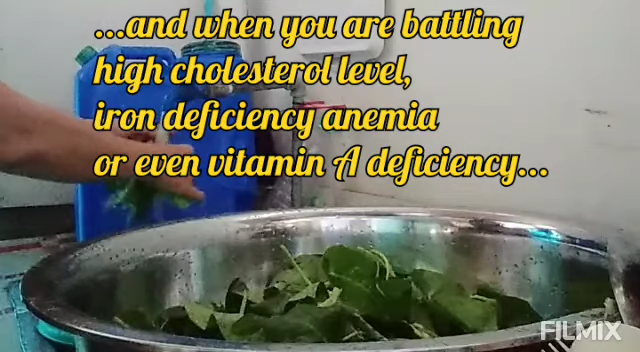 ...and when you are battling
high cholesterol level,
iron deficiency anemia
or even vitamin A deficiency...
FILMIX